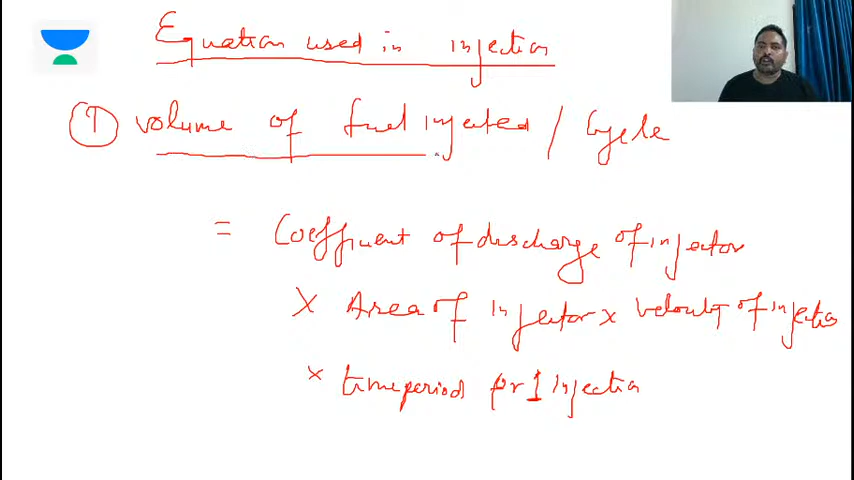 Equation used in injection
① volume of fuel injected / Cycle
= Coefficient of discharge of injector
× Area of injector × velocity of injection
× time period for 1 injection